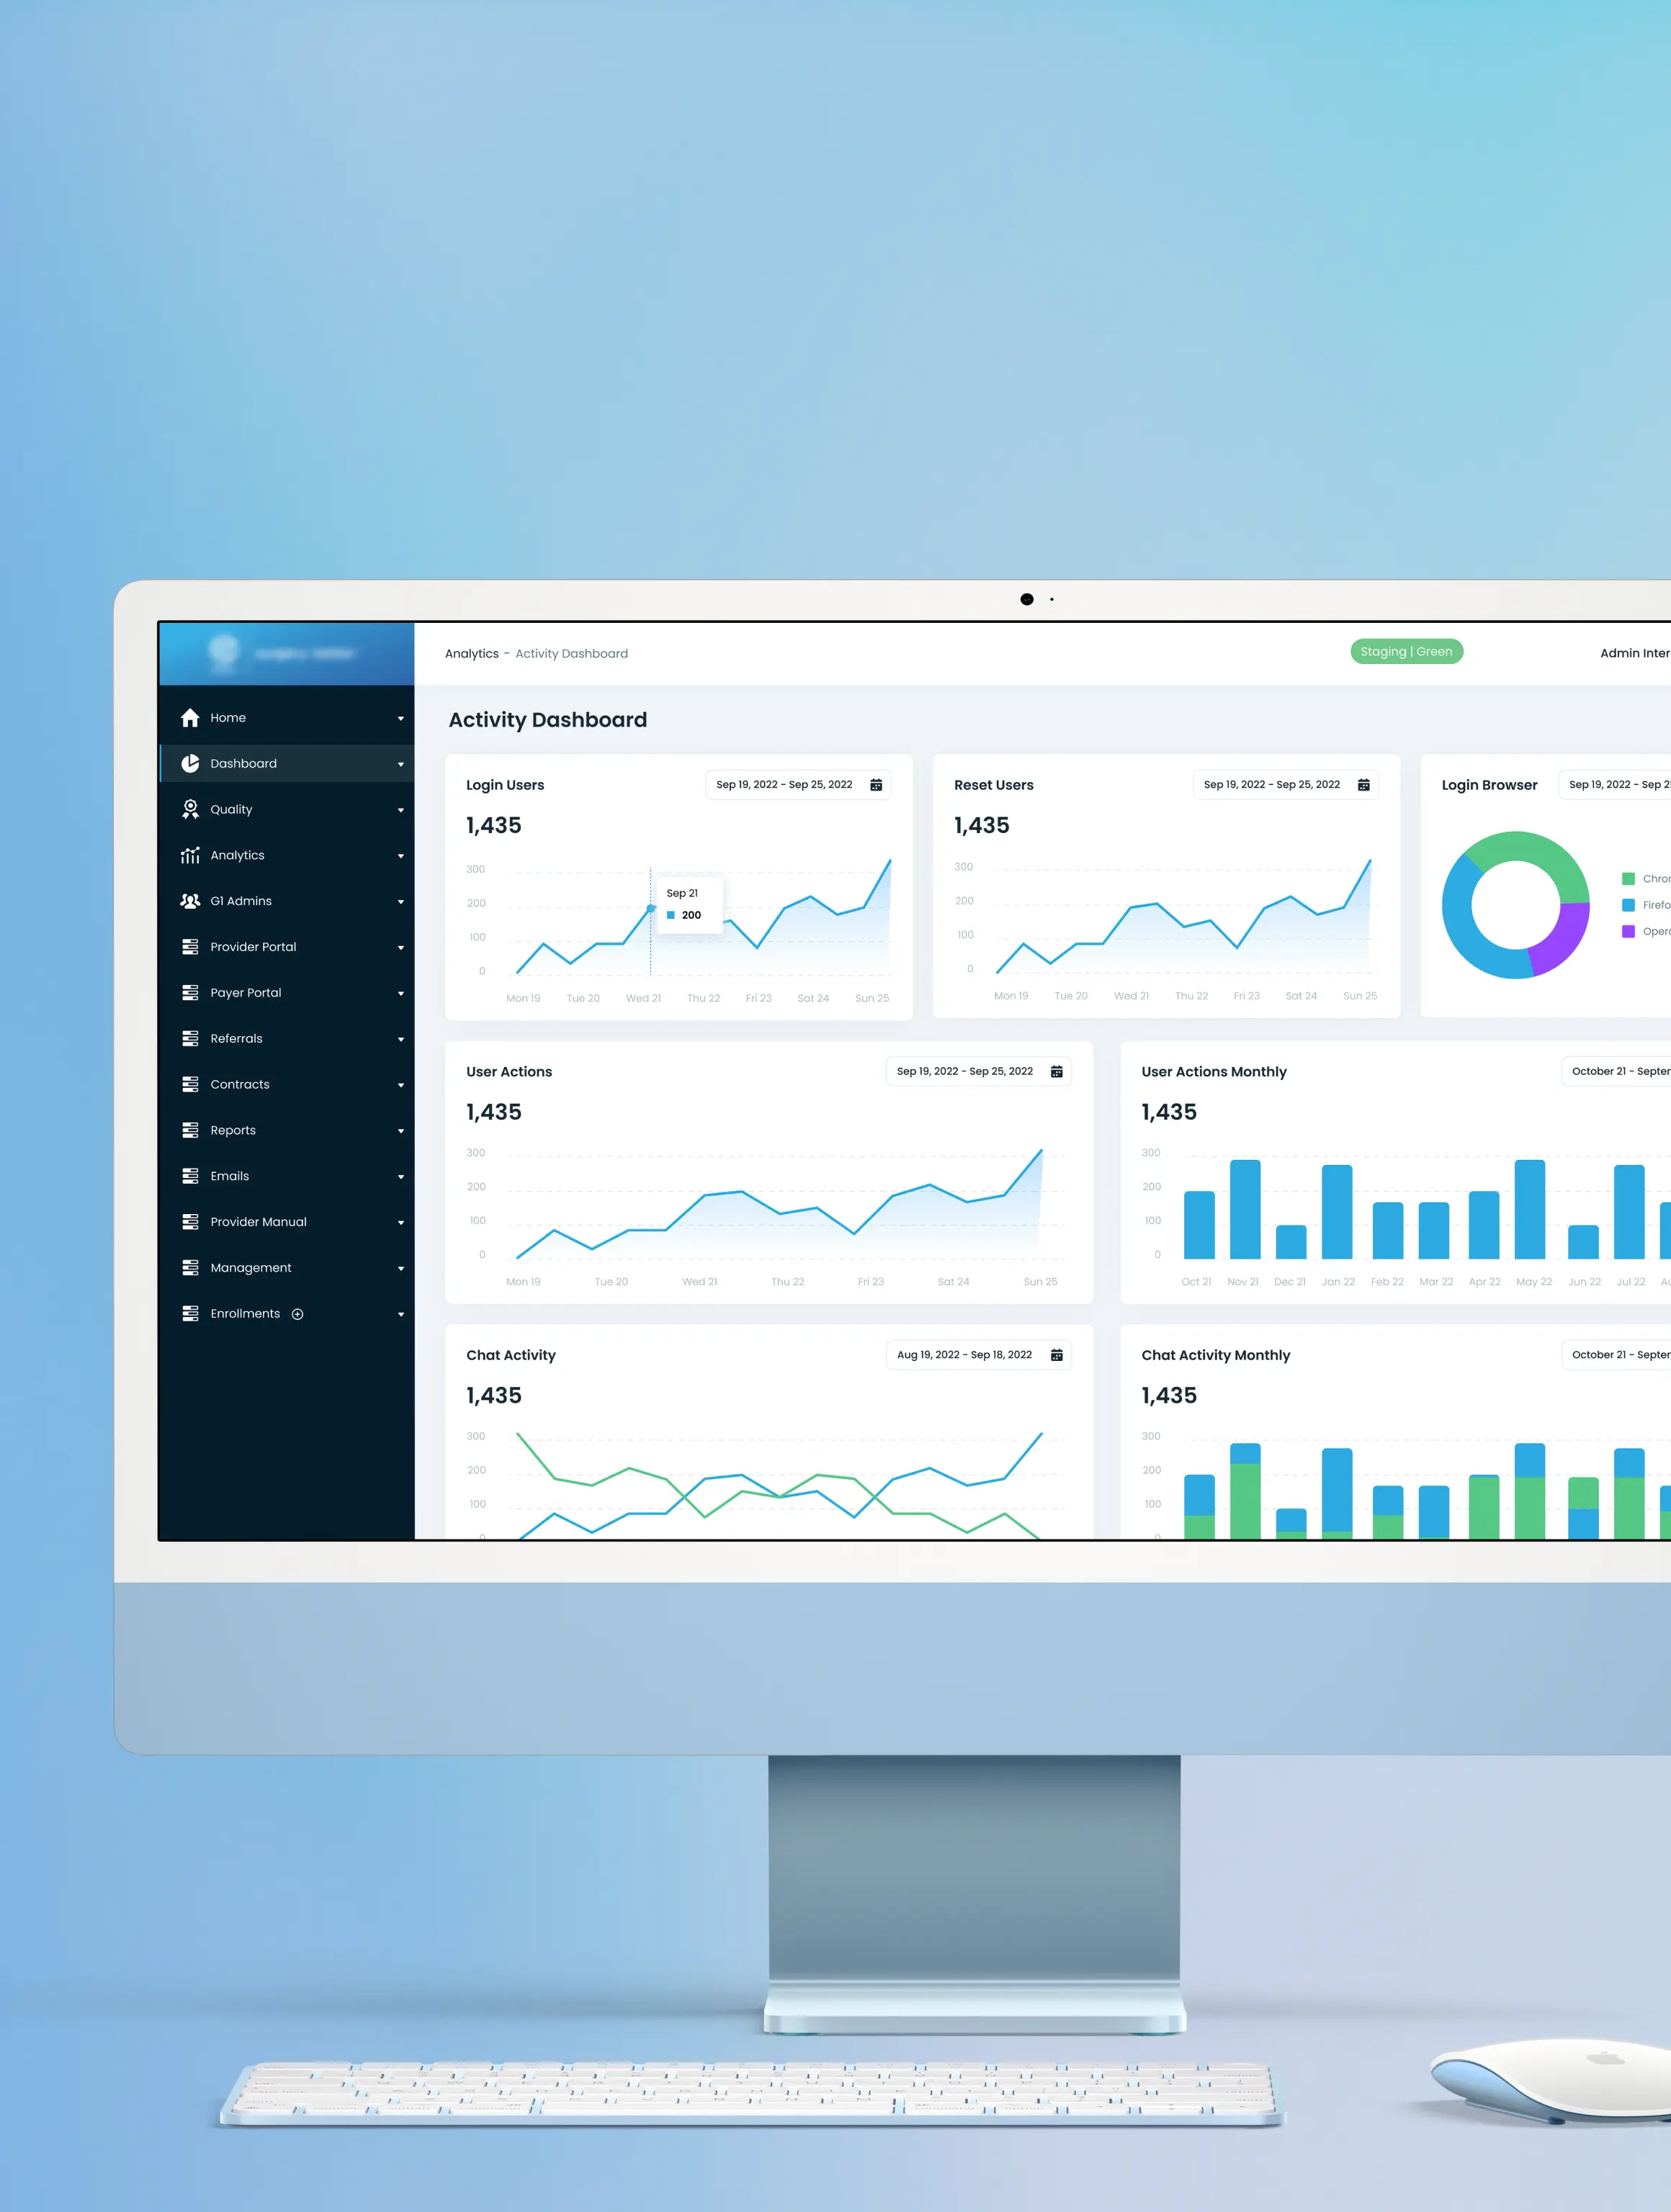 Analytics - Activity Dashboard
Staging | Green
Admin Inter
Home
Dashboard
Quality
Analytics
G1 Admins
Provider Portal
Payer Portal
Referrals
Contracts
Reports
Emails
Provider Manual
Management
Enrollments
Activity Dashboard
Login Users
Sep 19, 2022 - Sep 25, 2022
1,435
300
200
100
0
Sep 21
200
Mon 19 Tue 20 Wed 21 Thu 22 Fri 23 Sat 24 Sun 25
Reset Users
Sep 19, 2022 - Sep 25, 2022
1,435
300
200
100
0
Mon 19 Tue 20 Wed 21 Thu 22 Fri 23 Sat 24 Sun 25
Login Browser
Sep 19, 2022 - Sep 2
Chro
Firefo
Oper
User Actions
Sep 19, 2022 - Sep 25, 2022
1,435
300
200
100
0
Mon 19 Tue 20 Wed 21 Thu 22 Fri 23 Sat 24 Sun 25
User Actions Monthly
October 21 - Septe
1,435
300
200
100
0
Oct 21 Nov 21 Dec 21 Jan 22 Feb 22 Mar 22 Apr 22 May 22 Jun 22 Jul 22 Au
Chat Activity
Aug 19, 2022 - Sep 18, 2022
1,435
300
200
100
0
Chat Activity Monthly
October 21 - Septe
1,435
300
200
100
0